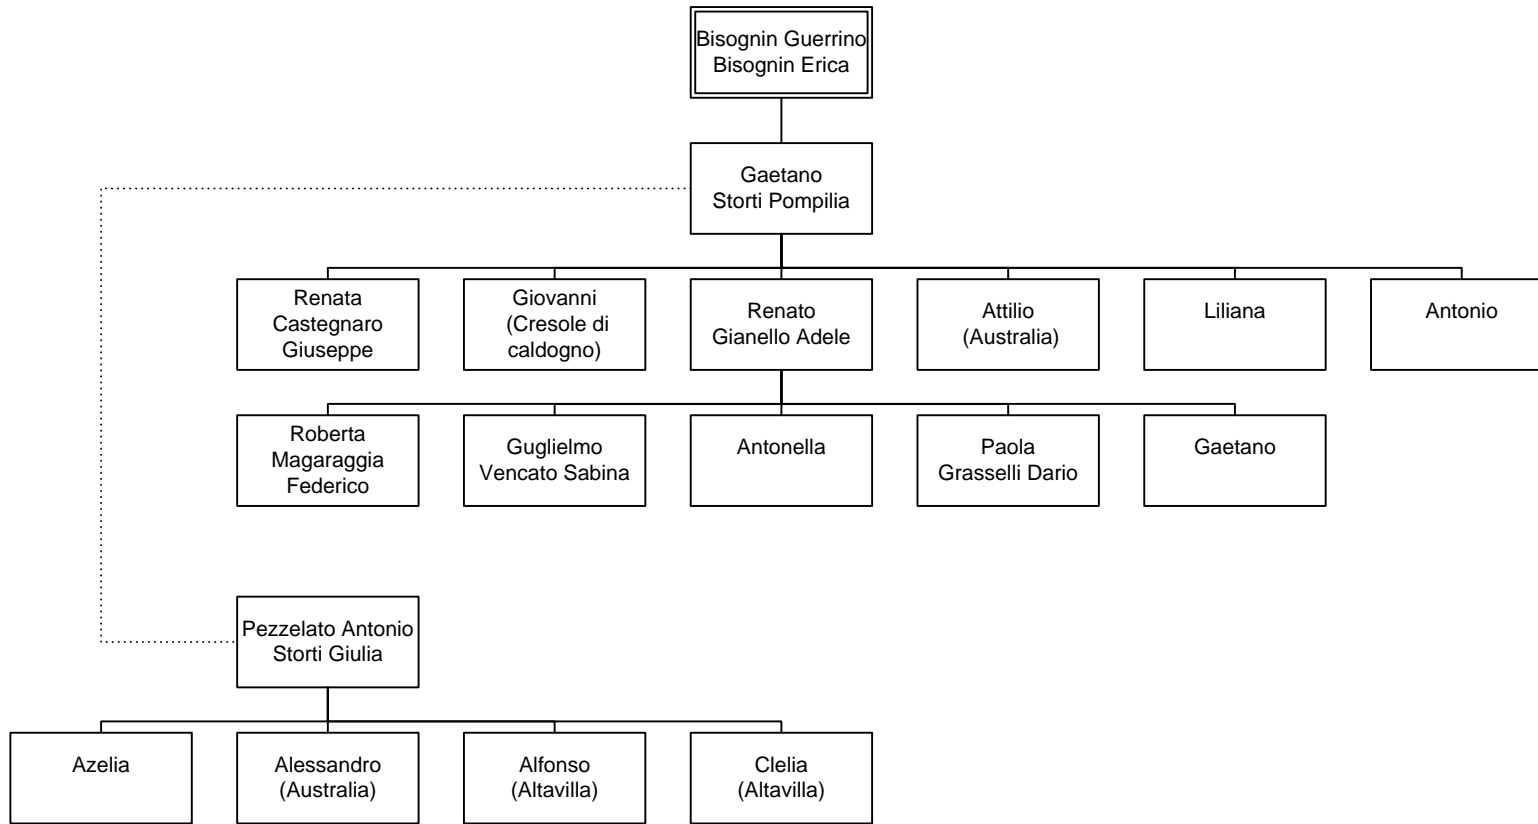 Bisognin Guerrino
Bisognin Erica
Gaetano
Storti Pompilia
Renata
Castegnaro
Giuseppe
Giovanni
(Cresole di
caldogno)
Renato
Gianello Adele
Attilio
(Australia)
Liliana
Antonio
Roberta
Magaraggia
Federico
Guglielmo
Vencato Sabina
Antonella
Paola
Grasselli Dario
Gaetano
Pezzelato Antonio
Storti Giulia
Azelia
Alessandro
(Australia)
Alfonso
(Altavilla)
Clelia
(Altavilla)